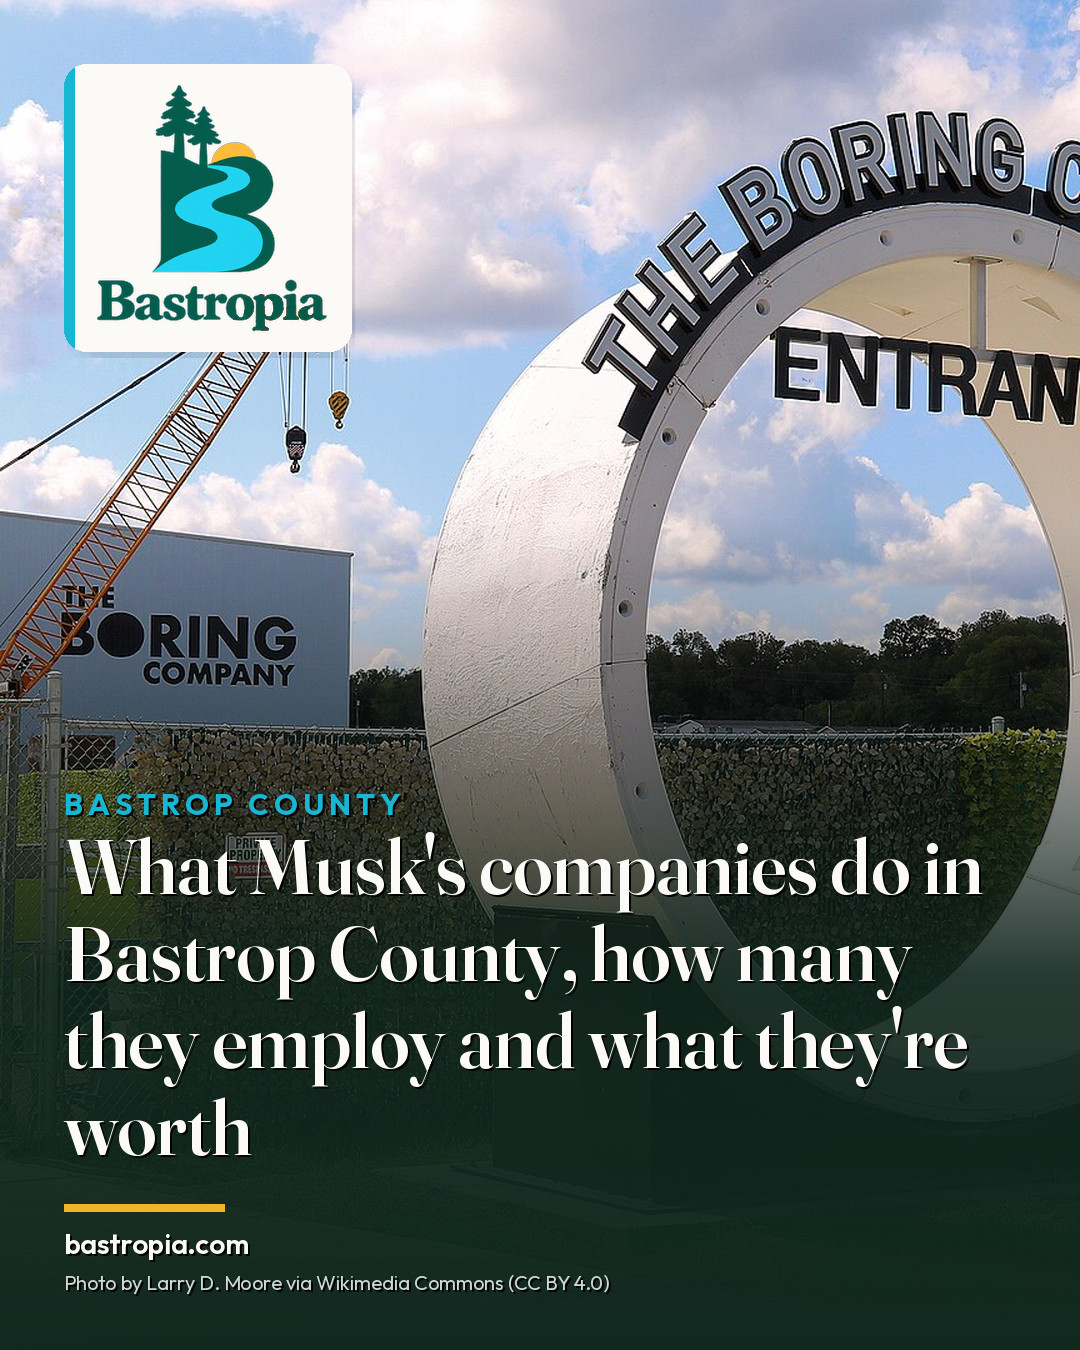 Bastropia
THE BORING C
ENTRAN
THE
BORING
COMPANY
BASTROP COUNTY
PRIVATE
PROP
What Musk's companies do in
Bastrop County, how many
they employ and what they're
worth
bastropia.com
Photo by Larry D. Moore via Wikimedia Commons (CC BY 4.0)